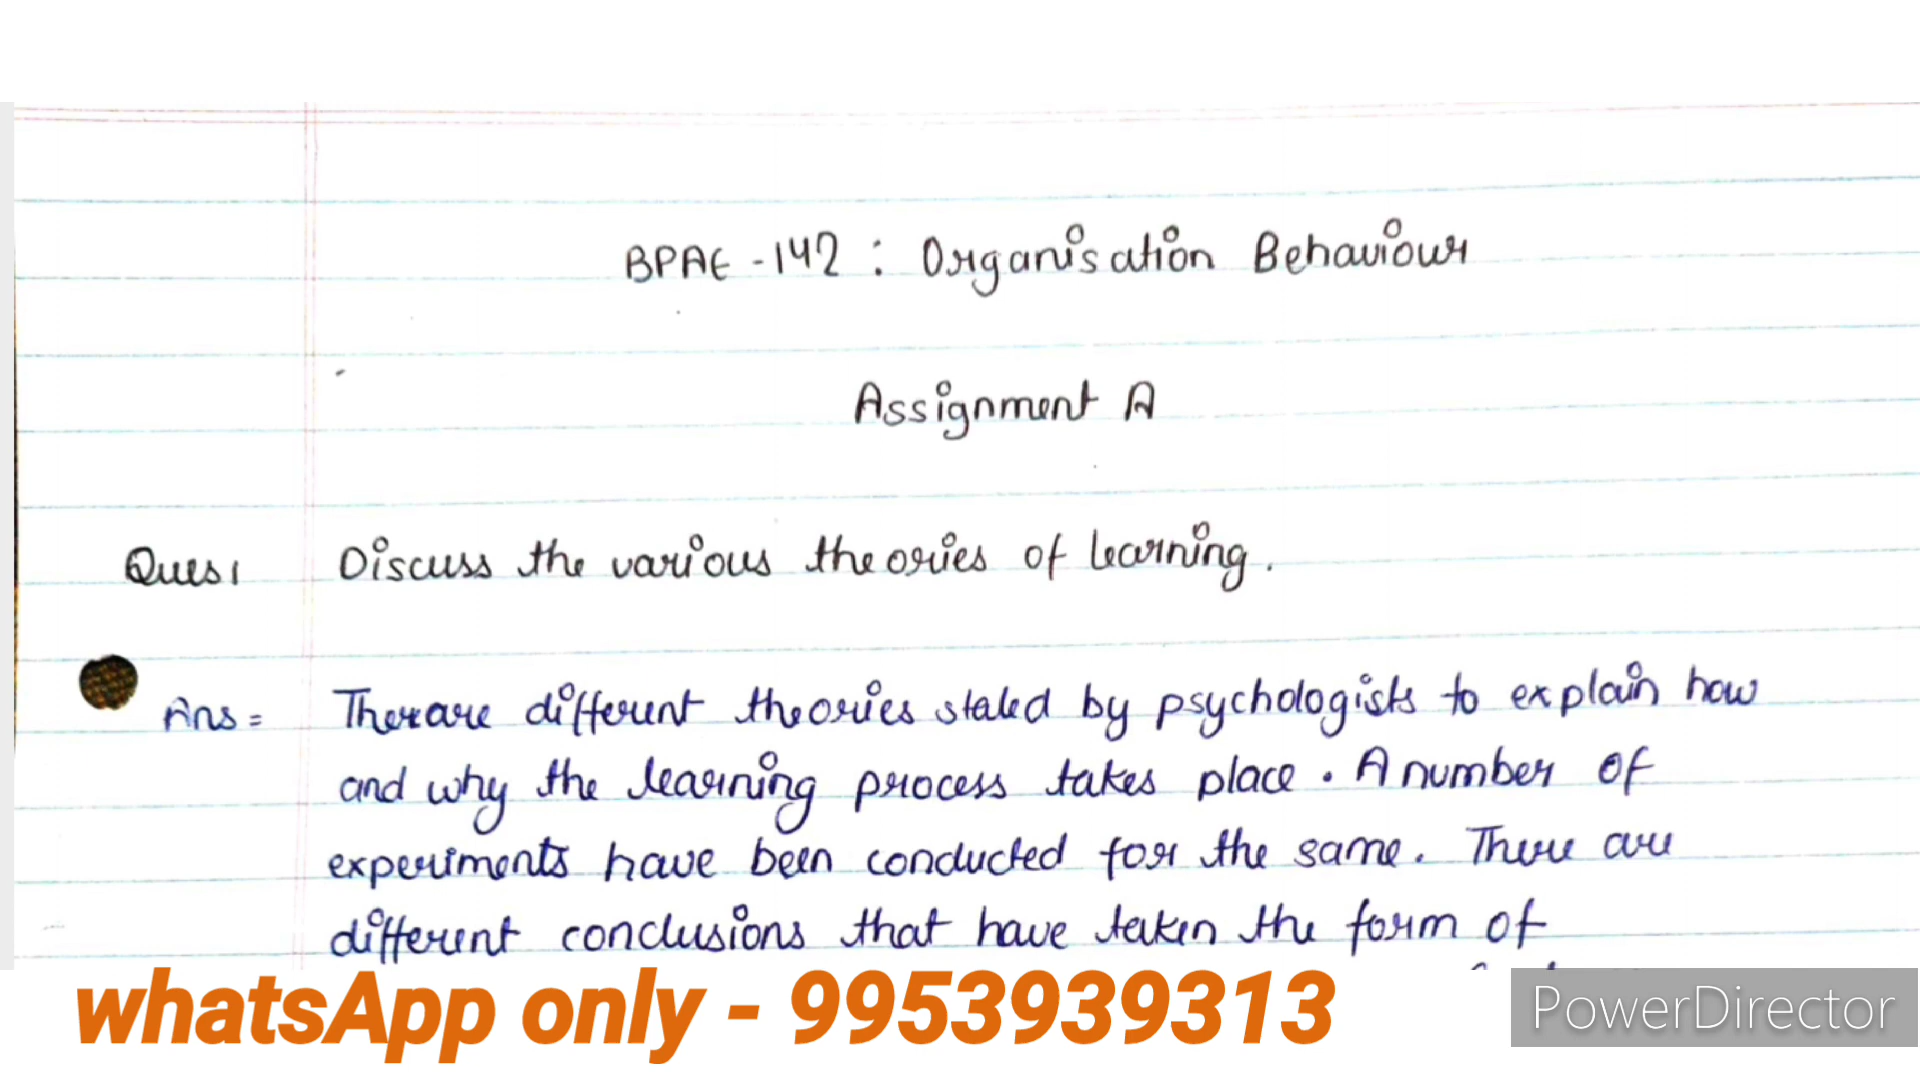 BPAE - 142 : Organisation Behaviour
Assignment A
Ques 1 Discuss the various theories of learning.
Ans = There are different theories stated by psychologists to explain how
and why the learning process takes place. A number of
experiments have been conducted for the same. There are
different conclusions that have taken the form of
whatsApp only - 9953939313
PowerDirector